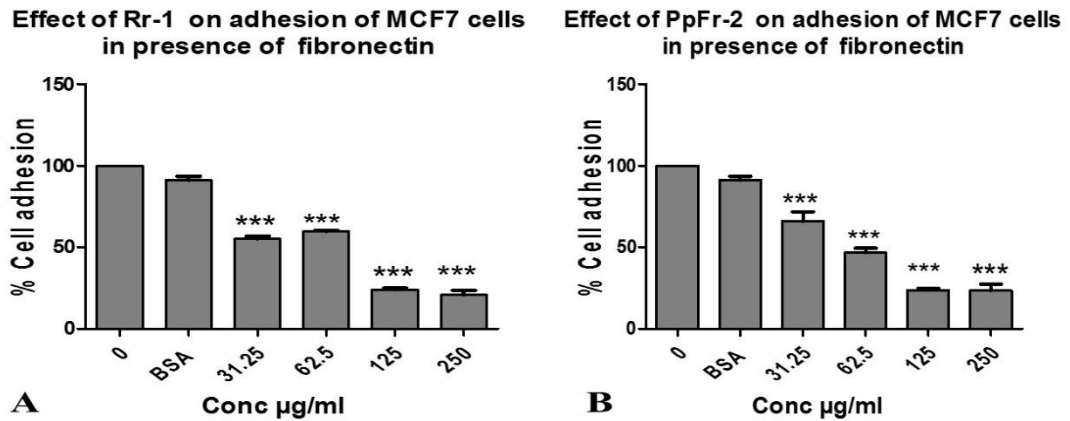 Effect of Rr-1 on adhesion of MCF7 cells
in presence of fibronectin
% Cell adhesion
150
100
50
0
*** *** *** ***
0 BSA 31.25 62.5 125 250
A
Conc µg/ml
Effect of PpFr-2 on adhesion of MCF7 cells
in presence of fibronectin
% Cell adhesion
150
100
50
0
*** *** *** ***
0 BSA 31.25 62.5 125 250
B
Conc µg/ml